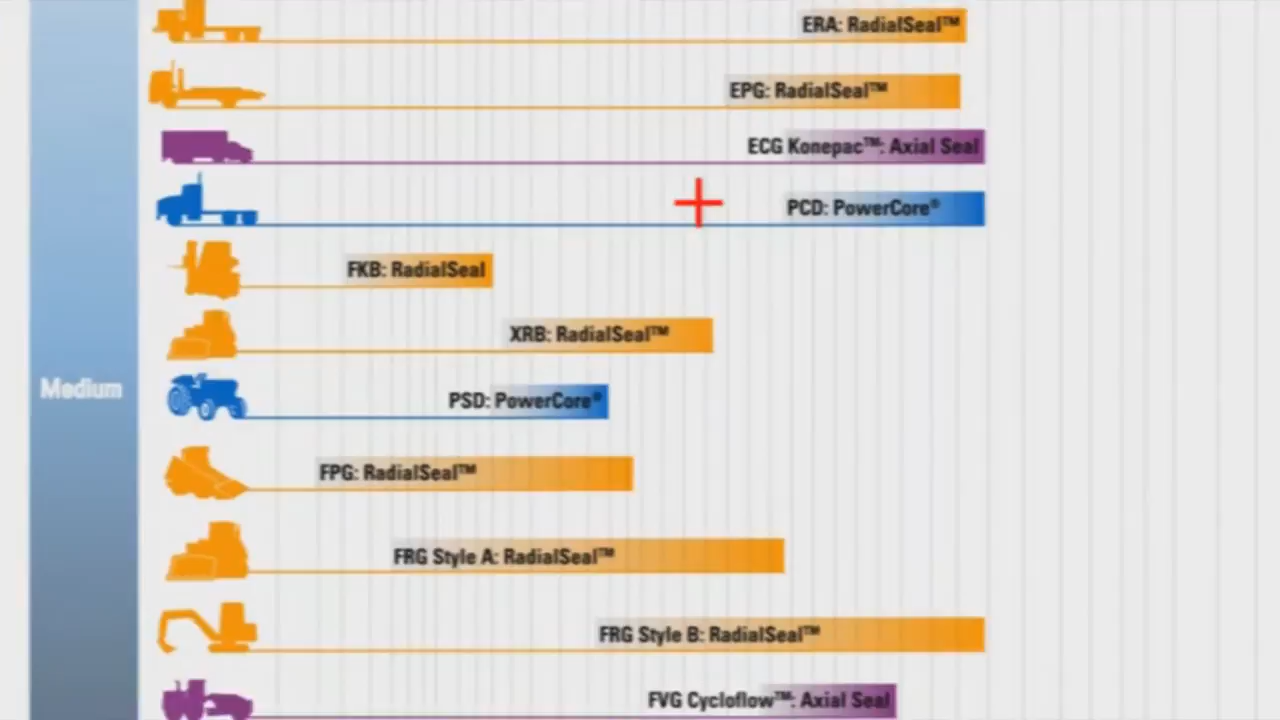 ERA: RadialSeal™
EPG: RadialSeal™
ECG Konepac™: Axial Seal
PCD: PowerCore®
FKB: RadialSeal
XRB: RadialSeal™
Medium
PSD: PowerCore®
FPG: RadialSeal™
FRG Style A: RadialSeal™
FRG Style B: RadialSeal™
FVG Cycloflow™: Axial Seal